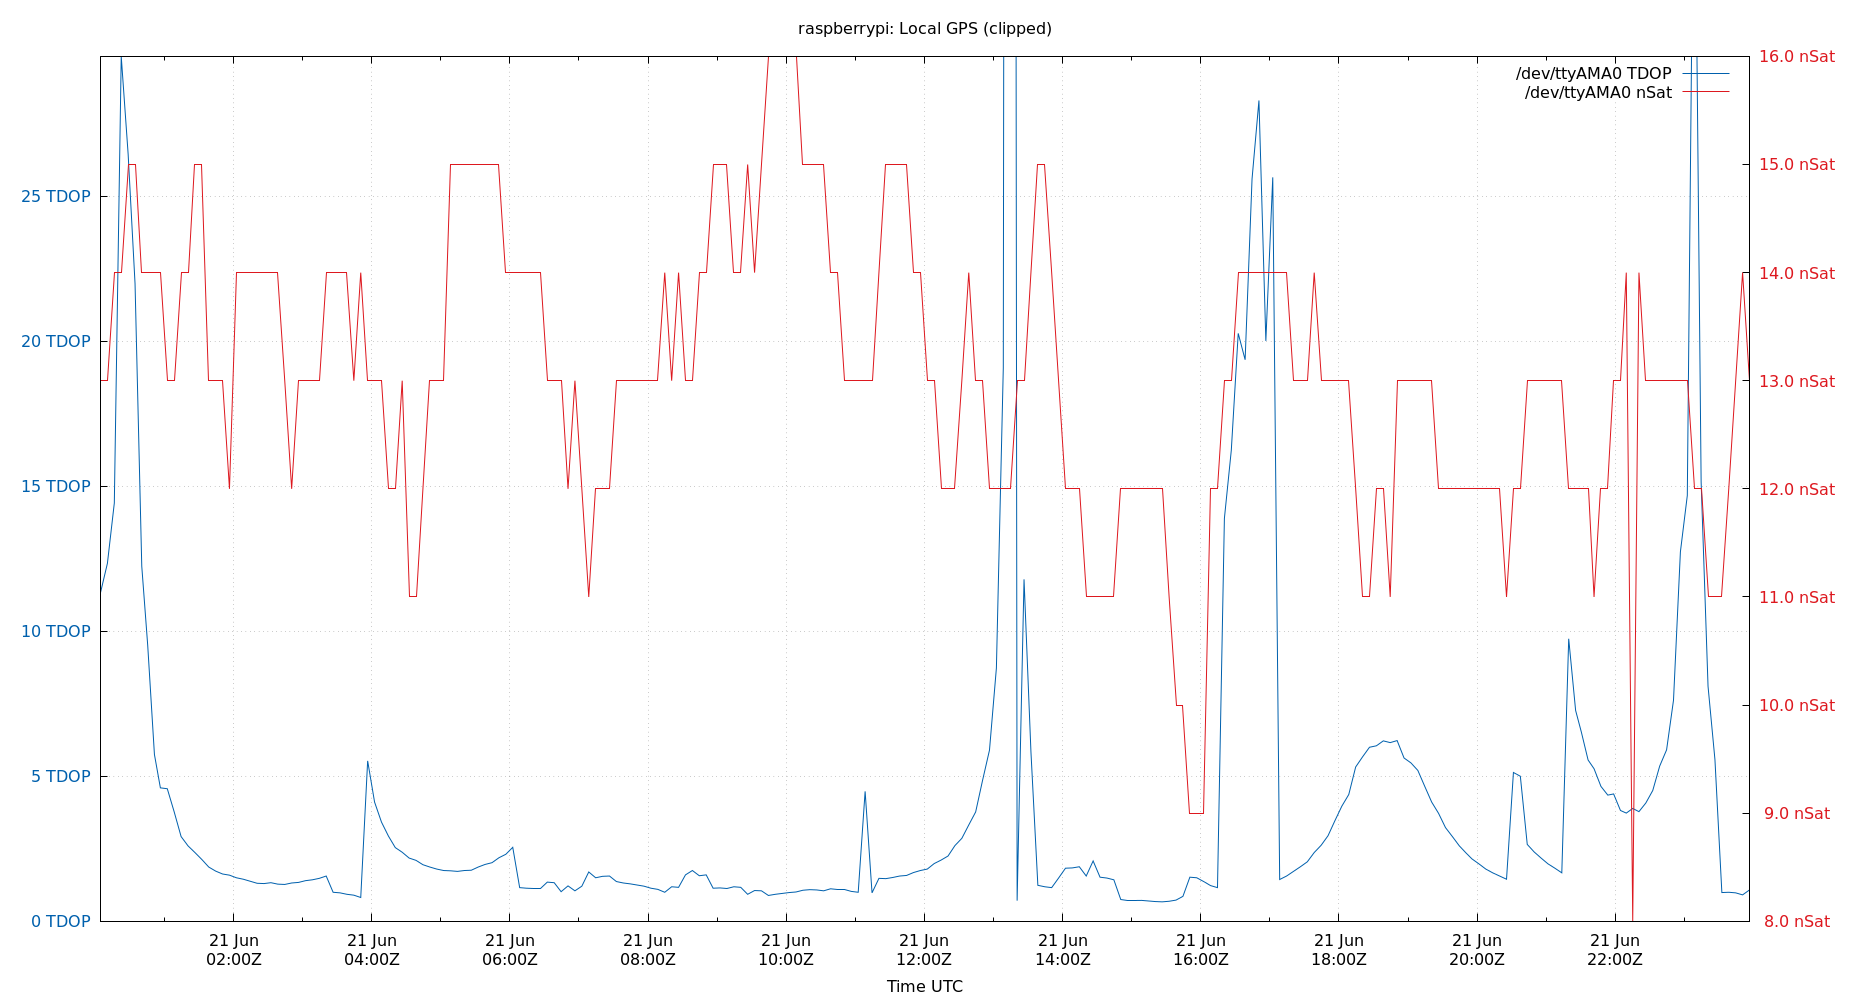 raspberrypi: Local GPS (clipped)
/dev/ttyAMA0 TDOP
/dev/ttyAMA0 nSat
25 TDOP
20 TDOP
15 TDOP
10 TDOP
5 TDOP
0 TDOP
16.0 nSat
15.0 nSat
14.0 nSat
13.0 nSat
12.0 nSat
11.0 nSat
10.0 nSat
9.0 nSat
8.0 nSat
21 Jun
02:00Z
21 Jun
04:00Z
21 Jun
06:00Z
21 Jun
08:00Z
21 Jun
10:00Z
21 Jun
12:00Z
21 Jun
14:00Z
21 Jun
16:00Z
21 Jun
18:00Z
21 Jun
20:00Z
21 Jun
22:00Z
Time UTC